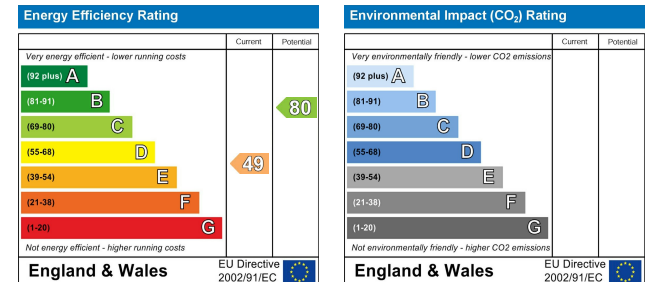 Energy Efficiency Rating
Current Potential
Very energy efficient - lower running costs
(92 plus) A
(81-91) B
80
(69-80) C
(55-68) D
49
(39-54) E
(21-38) F
(1-20) G
Not energy efficient - higher running costs
England & Wales
EU Directive
2002/91/EC
Environmental Impact (CO2) Rating
Current Potential
Very environmentally friendly - lower CO2 emissions
(92 plus) A
(81-91) B
(69-80) C
(55-68) D
(39-54) E
(21-38) F
(1-20) G
Not environmentally friendly - higher CO2 emissions
England & Wales
EU Directive
2002/91/EC